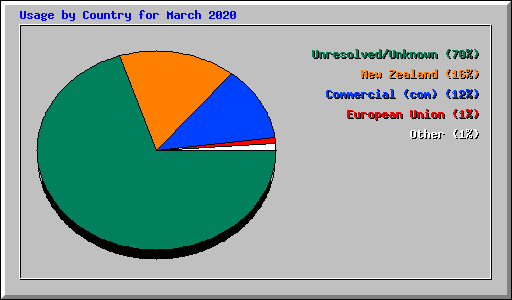 Usage by Country for March 2020
Unresolved/Unknown (70%)
New Zealand (16%)
Commercial (com) (12%)
European Union (1%)
Other (1%)